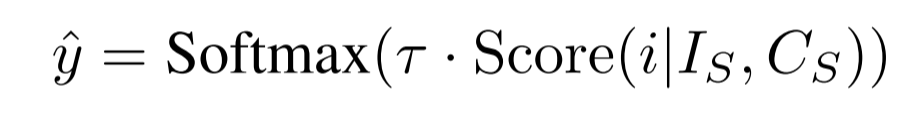 ŷ = Softmax(τ · Score(i|I_S, C_S))